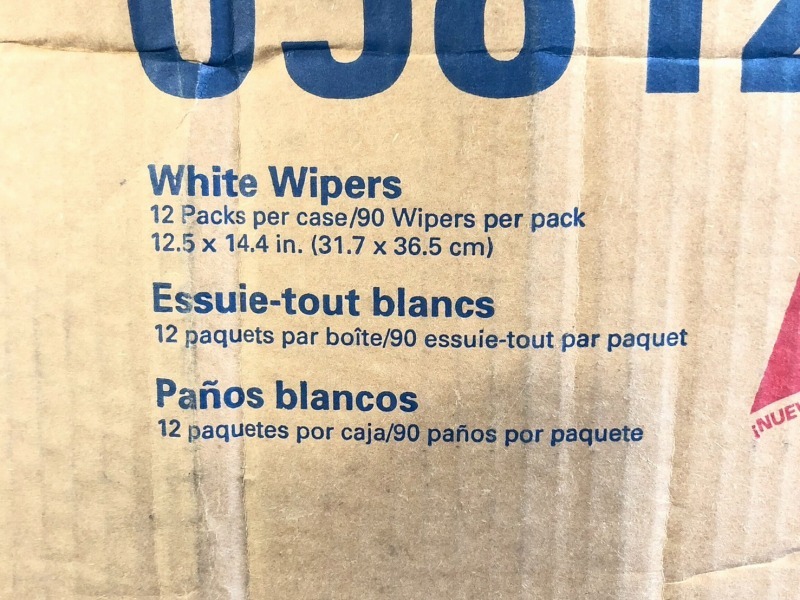 05812
White Wipers
12 Packs per case/90 Wipers per pack
12.5 x 14.4 in. (31.7 x 36.5 cm)
Essuie-tout blancs
12 paquets par boîte/90 essuie-tout par paquet
Paños blancos
12 paquetes por caja/90 paños por paquete